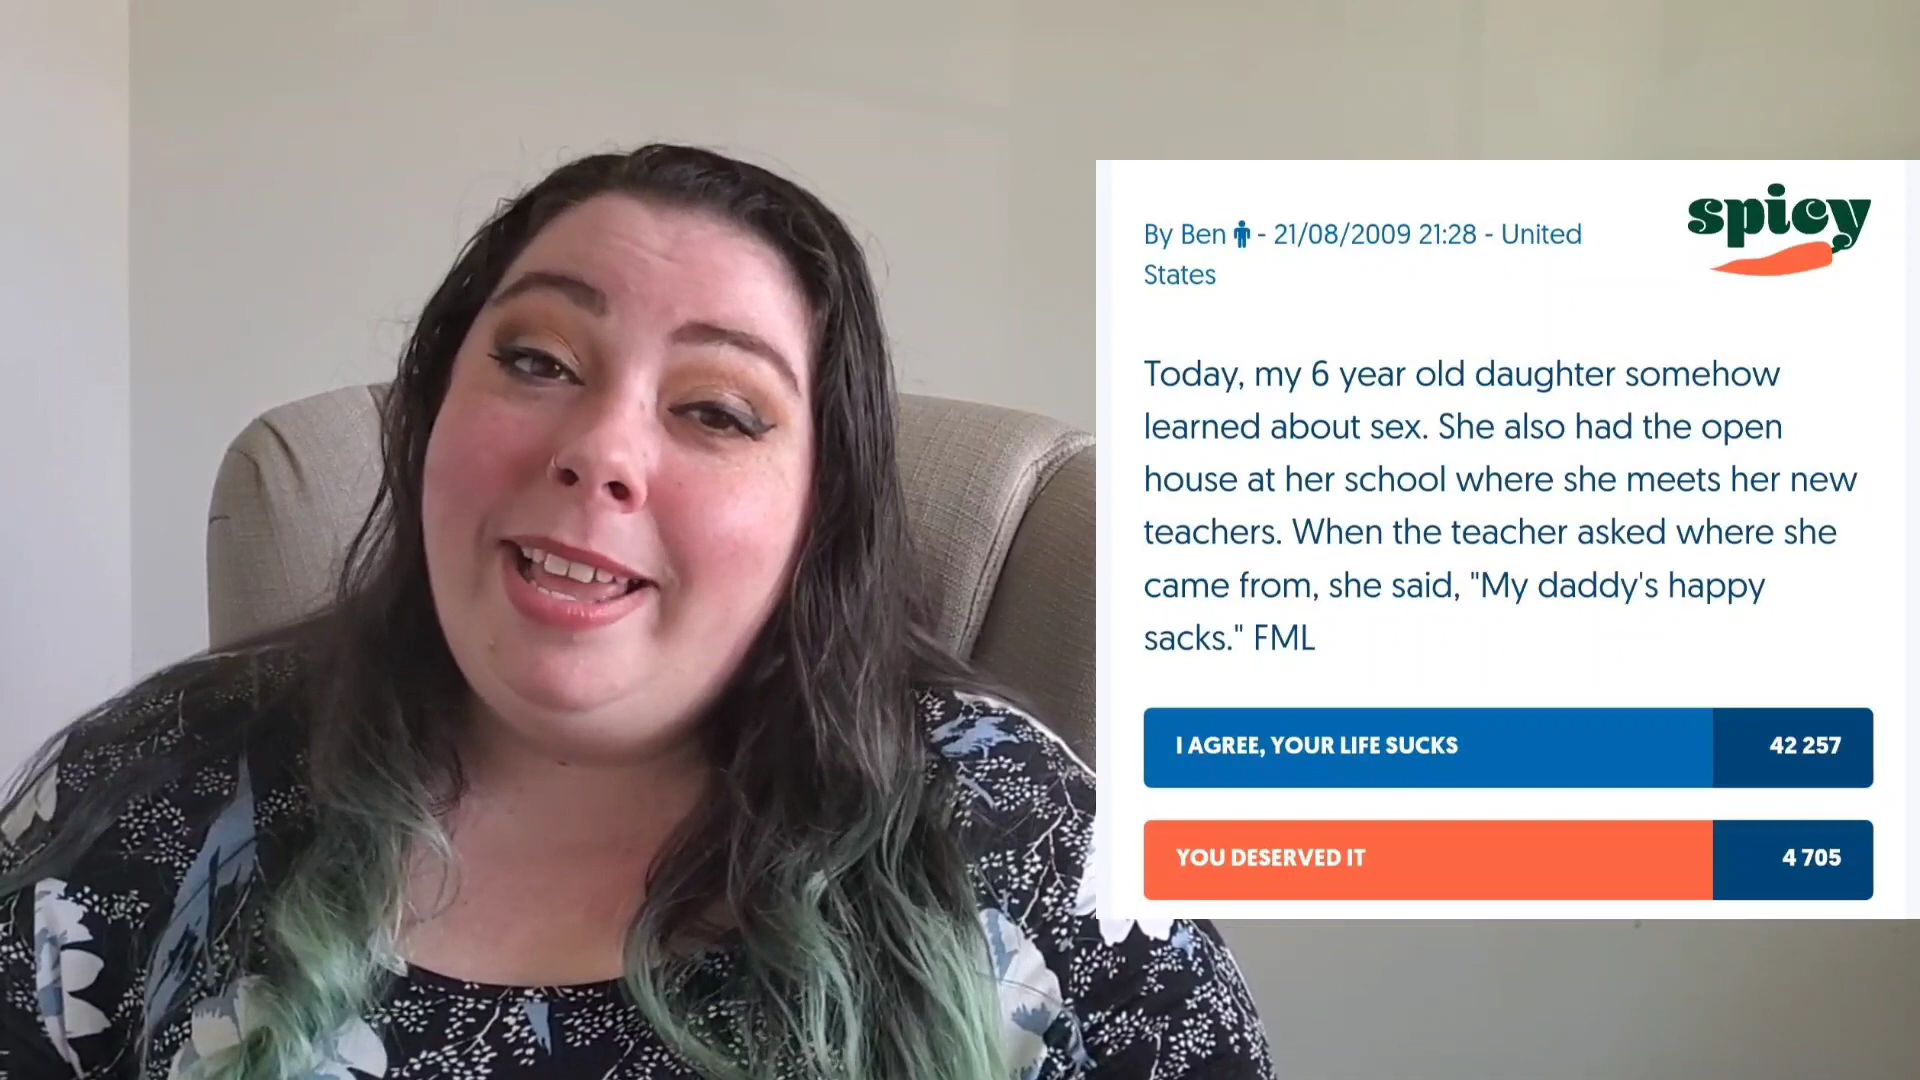 spicy
By Ben - 21/08/2009 21:28 - United
States
Today, my 6 year old daughter somehow
learned about sex. She also had the open
house at her school where she meets her new
teachers. When the teacher asked where she
came from, she said, "My daddy's happy
sacks." FML
I AGREE, YOUR LIFE SUCKS 42 257
YOU DESERVED IT 4 705